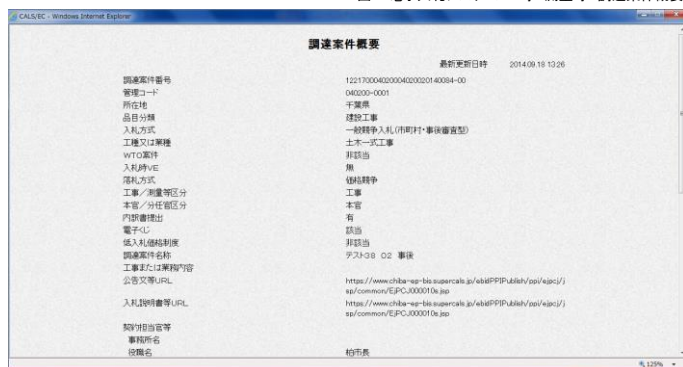 CALS/EC - Windows Internet Explorer
調達案件概要
最新更新日時 2014.09.18 13:26
調達案件番号 12217000402000402002014​0084-00
管理コード 040200-0001
所在地 千葉県
品目分類 建設工事
入札方式 一般競争入札(市町村・事後審査型)
工種又は業種 土木一式工事
WTO案件 非該当
入札時VE 無
落札方式 価格競争
工事/測量等区分 工事
本官/分任官区分 本官
内訳書提出 有
電子くじ 該当
低入札価格制度 非該当
調達案件名称 テスト38 02 事後
工事または業務内容
公告文等URL https://www.chiba-ep-bis.supercals.jp/ebidPPIPublish/ppi/ejpcj/j
sp/common/EjPCJ000010s.jsp
入札説明書等URL https://www.chiba-ep-bis.supercals.jp/ebidPPIPublish/ppi/ejpcj/j
sp/common/EjPCJ000010s.jsp
契約担当官等
事務所名
役職名 柏市長
125%